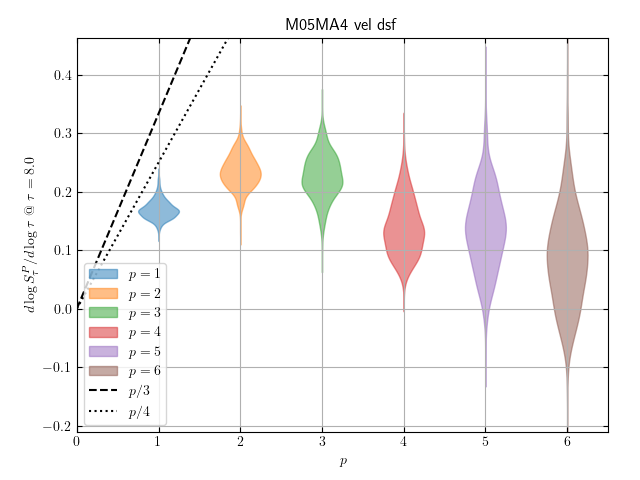 M05MA4 vel dsf
d log S_τ^P / d log τ @ τ = 8.0
0.4
0.3
0.2
0.1
0.0
−0.1
−0.2
p = 1
p = 2
p = 3
p = 4
p = 5
p = 6
p/3
p/4
0 1 2 3 4 5 6
p